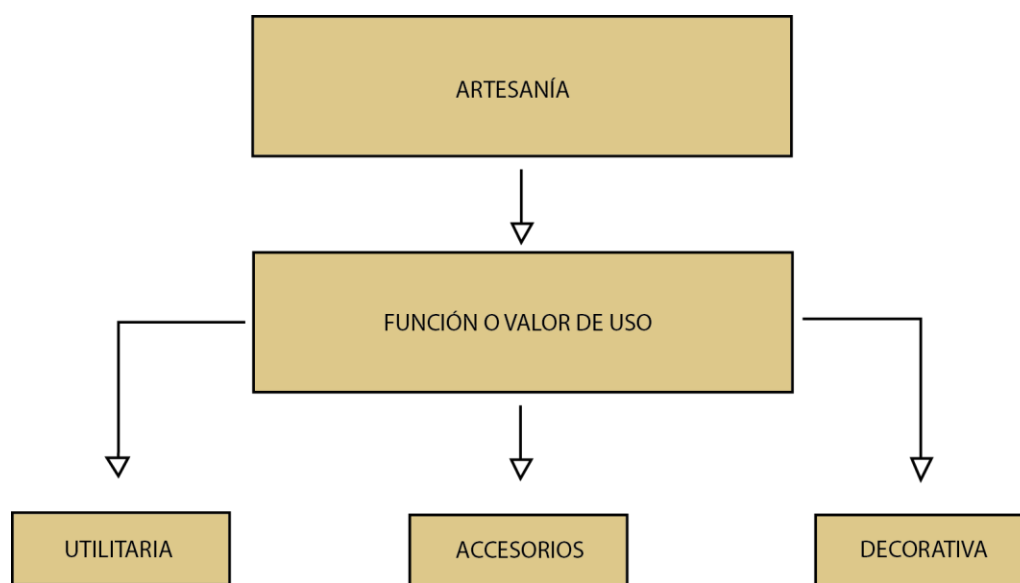 ARTESANÍA
FUNCIÓN O VALOR DE USO
UTILITARIA
ACCESORIOS
DECORATIVA